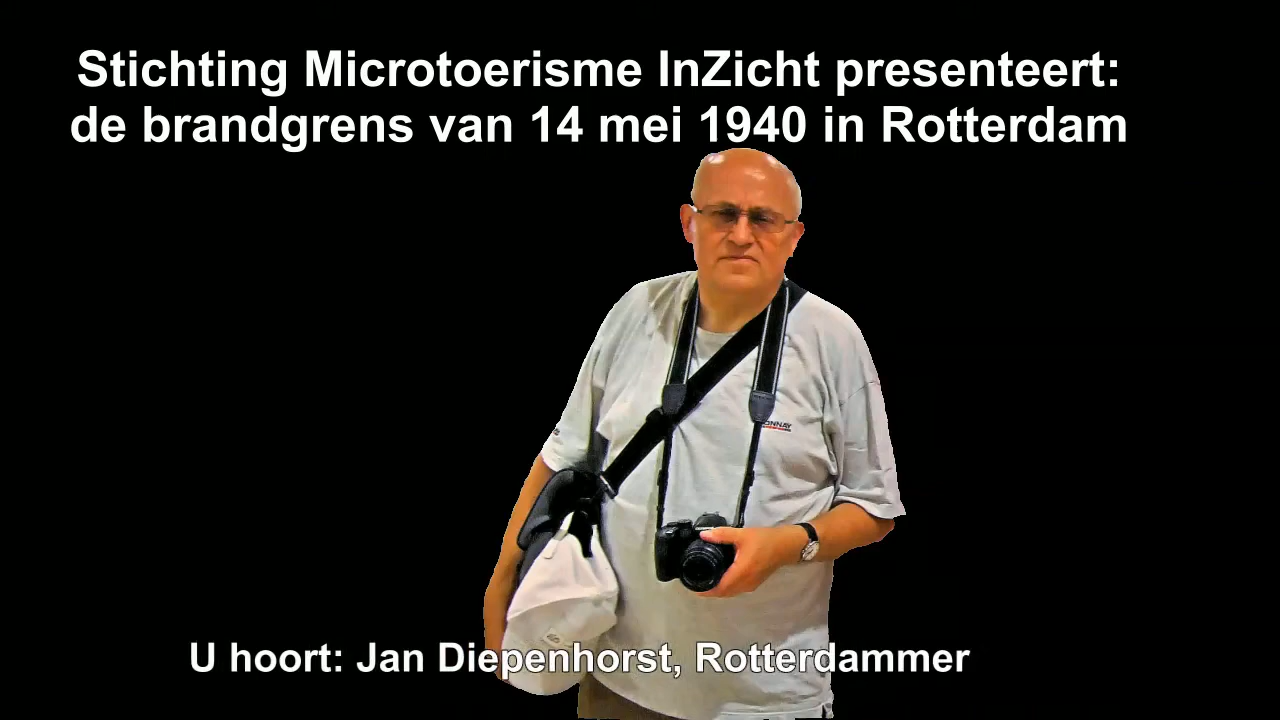 Stichting Microtoerisme InZicht presenteert:
de brandgrens van 14 mei 1940 in Rotterdam
U hoort: Jan Diepenhorst, Rotterdammer